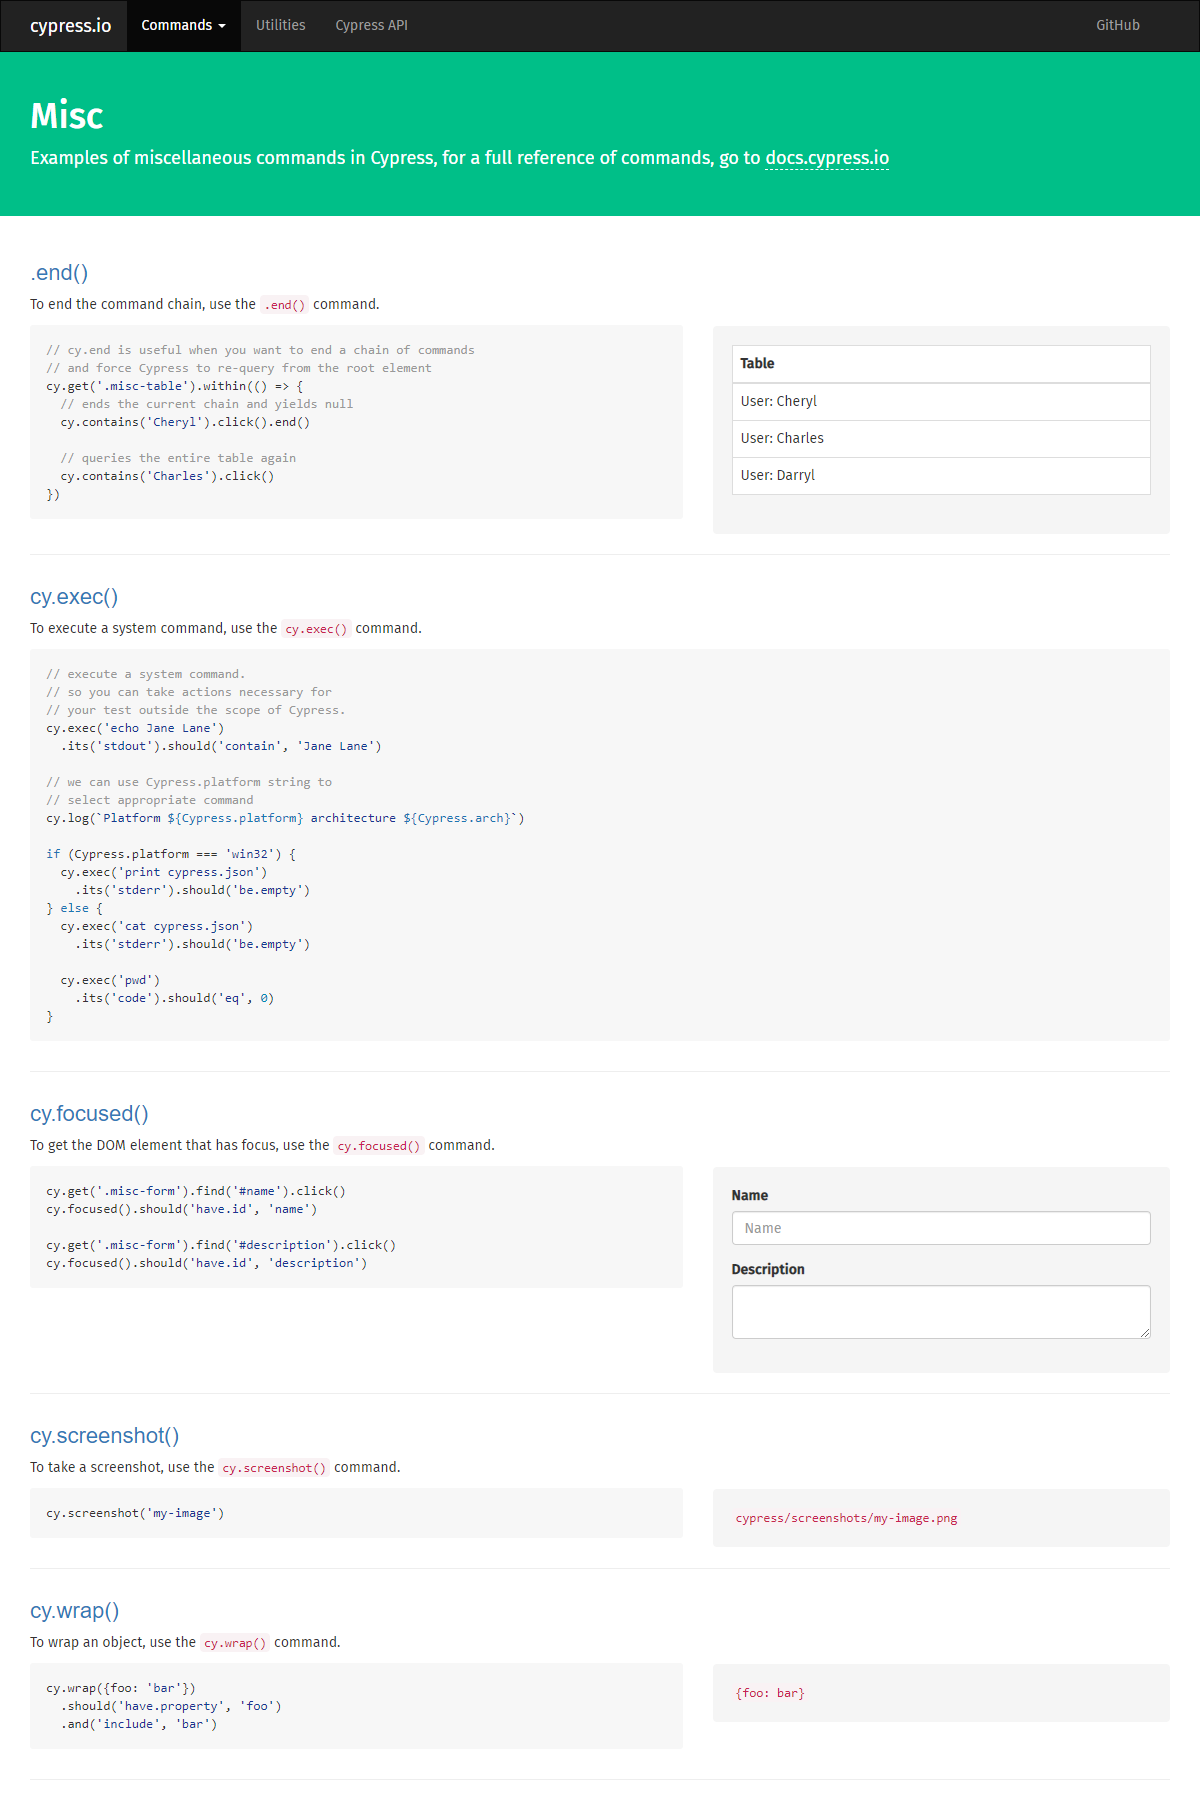 cypress.io Commands Utilities Cypress API GitHub
Misc
Examples of miscellaneous commands in Cypress, for a full reference of commands, go to docs.cypress.io
.end()
To end the command chain, use the .end() command.
// cy.end is useful when you want to end a chain of commands
// and force Cypress to re-query from the root element
cy.get('.misc-table').within(() => {
  // ends the current chain and yields null
  cy.contains('Cheryl').click().end()
  // queries the entire table again
  cy.contains('Charles').click()
})
Table
User: Cheryl
User: Charles
User: Darryl
cy.exec()
To execute a system command, use the cy.exec() command.
// execute a system command.
// so you can take actions necessary for
// your test outside the scope of Cypress.
cy.exec('echo Jane Lane')
  .its('stdout').should('contain', 'Jane Lane')
// we can use Cypress.platform string to
// select appropriate command
cy.log(`Platform ${Cypress.platform} architecture ${Cypress.arch}`)
if (Cypress.platform === 'win32') {
  cy.exec('print cypress.json')
    .its('stderr').should('be.empty')
} else {
  cy.exec('cat cypress.json')
    .its('stderr').should('be.empty')
  cy.exec('pwd')
    .its('code').should('eq', 0)
}
cy.focused()
To get the DOM element that has focus, use the cy.focused() command.
cy.get('.misc-form').find('#name').click()
cy.focused().should('have.id', 'name')
cy.get('.misc-form').find('#description').click()
cy.focused().should('have.id', 'description')
Name
Name
Description
cy.screenshot()
To take a screenshot, use the cy.screenshot() command.
cy.screenshot('my-image')
cypress/screenshots/my-image.png
cy.wrap()
To wrap an object, use the cy.wrap() command.
cy.wrap({foo: 'bar'})
  .should('have.property', 'foo')
  .and('include', 'bar')
{foo: bar}